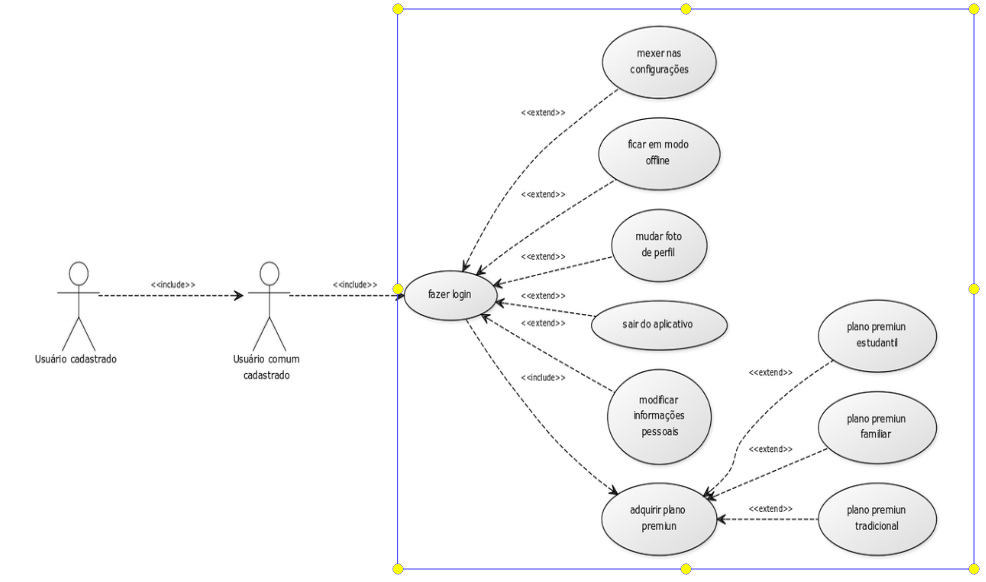 mexer nas
configurações
<<extend>>
ficar em modo
offline
<<extend>>
mudar foto
de perfil
<<extend>>
<<include>>
<<include>>
fazer login
<<extend>>
sair do aplicativo
<<extend>>
plano premiun
estudantil
Usuário cadastrado
Usuário comum
cadastrado
<<include>>
<<extend>>
modificar
informações
pessoais
plano premiun
familiar
<<extend>>
adquirir plano
premiun
<<extend>>
plano premiun
tradicional